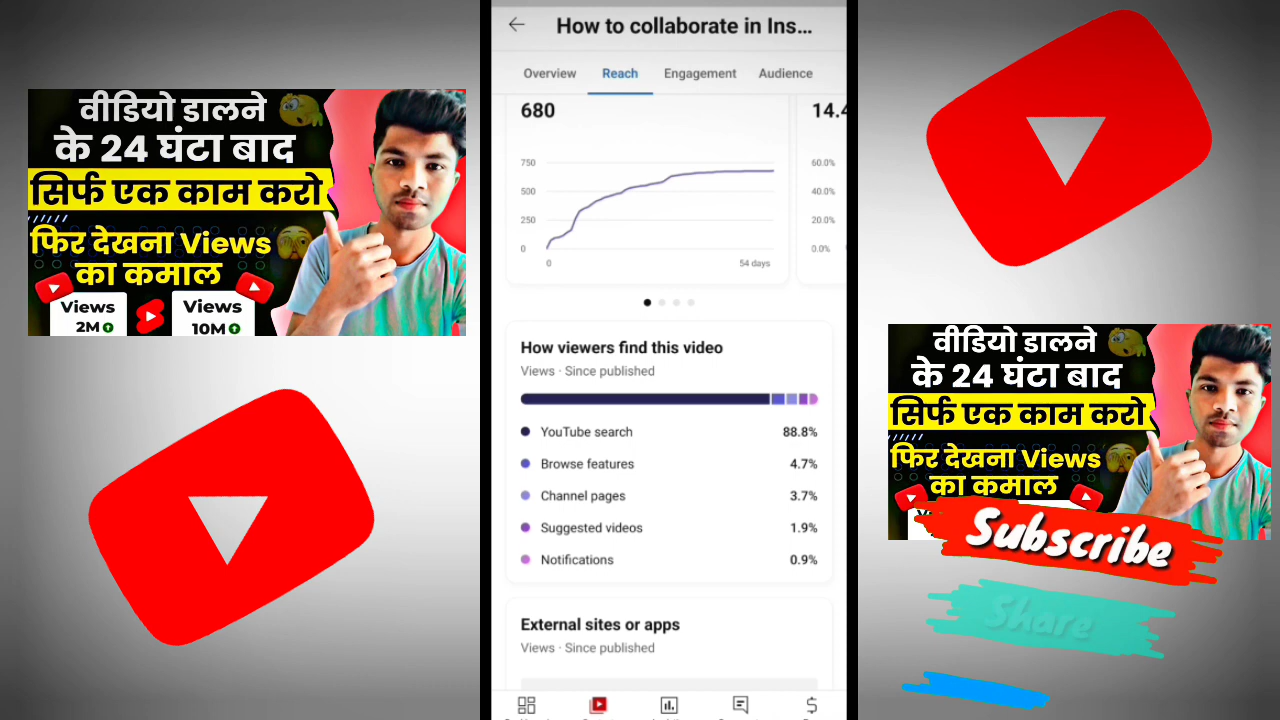 वीडियो डालने
के 24 घंटा बाद
सिर्फ एक काम करो
फिर देखना Views
का कमाल
Views
2M
Views
10M
How to collaborate in Ins...
Overview
Reach
Engagement
Audience
680
750
500
250
0
0
54 days
14.4
60.0%
40.0%
20.0%
0.0%
How viewers find this video
Views · Since published
YouTube search 88.8%
Browse features 4.7%
Channel pages 3.7%
Suggested videos 1.9%
Notifications 0.9%
External sites or apps
Views · Since published
वीडियो डालने
के 24 घंटा बाद
सिर्फ एक काम करो
फिर देखना Views
का कमाल
Subscribe
Share